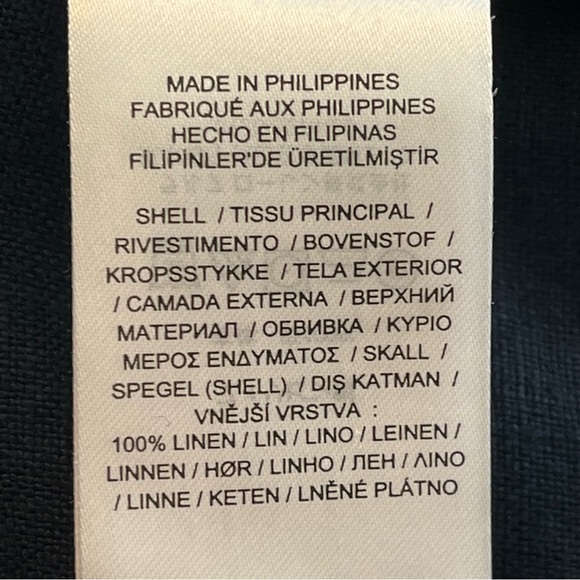 MADE IN PHILIPPINES
FABRIQUÉ AUX PHILIPPINES
HECHO EN FILIPINAS
FİLİPİNLER'DE ÜRETİLMİŞTİR
SHELL / TISSU PRINCIPAL /
RIVESTIMENTO / BOVENSTOF /
KROPSSTYKKE / TELA EXTERIOR
/ CAMADA EXTERNA / ВЕРХНИЙ
МАТЕРИАЛ / ОБВИВКА / ΚΥΡΙΟ
ΜΕΡΟΣ ΕΝΔΥΜΑΤΟΣ / SKALL /
SPEGEL (SHELL) / DIŞ KATMAN /
VNĚJŠÍ VRSTVA :
100% LINEN / LIN / LINO / LEINEN /
LINNEN / HØR / LINHO / ЛЕН / ΛΙΝΟ
/ LINNE / KETEN / LNĚNÉ PLÁTNO